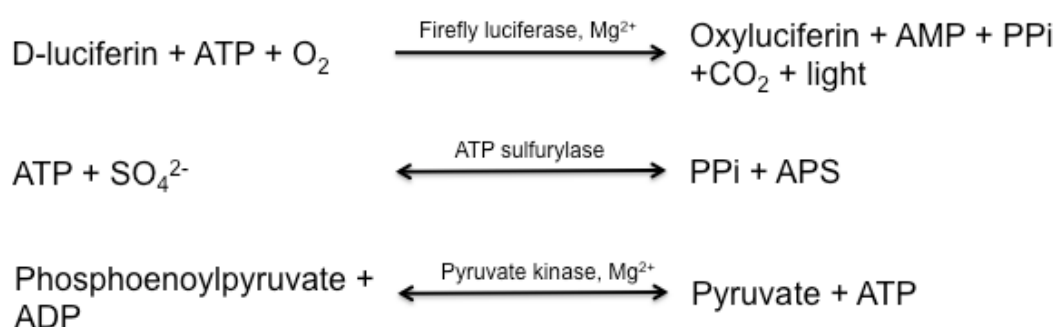 D-luciferin + ATP + O₂
Firefly luciferase, Mg²⁺
Oxyluciferin + AMP + PPi
+CO₂ + light
ATP + SO₄²⁻
ATP sulfurylase
PPi + APS
Phosphoenoylpyruvate +
ADP
Pyruvate kinase, Mg²⁺
Pyruvate + ATP